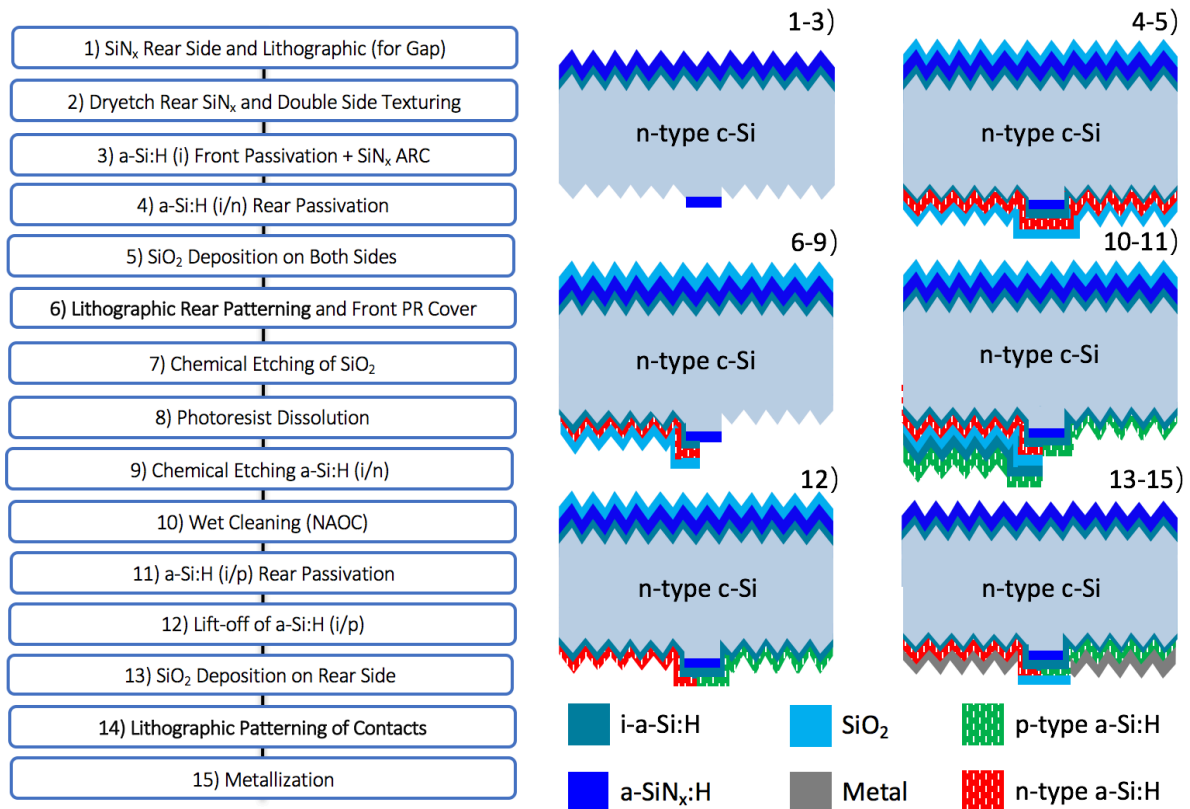 1) SiNₓ Rear Side and Lithographic (for Gap)
2) Dryetch Rear SiNₓ and Double Side Texturing
3) a-Si:H (i) Front Passivation + SiNₓ ARC
4) a-Si:H (i/n) Rear Passivation
5) SiO₂ Deposition on Both Sides
6) Lithographic Rear Patterning and Front PR Cover
7) Chemical Etching of SiO₂
8) Photoresist Dissolution
9) Chemical Etching a-Si:H (i/n)
10) Wet Cleaning (NAOC)
11) a-Si:H (i/p) Rear Passivation
12) Lift-off of a-Si:H (i/p)
13) SiO₂ Deposition on Rear Side
14) Lithographic Patterning of Contacts
15) Metallization
1-3)
n-type c-Si
4-5)
n-type c-Si
6-9)
n-type c-Si
10-11)
n-type c-Si
12)
n-type c-Si
13-15)
n-type c-Si
i-a-Si:H
SiO₂
p-type a-Si:H
a-SiNₓ:H
Metal
n-type a-Si:H